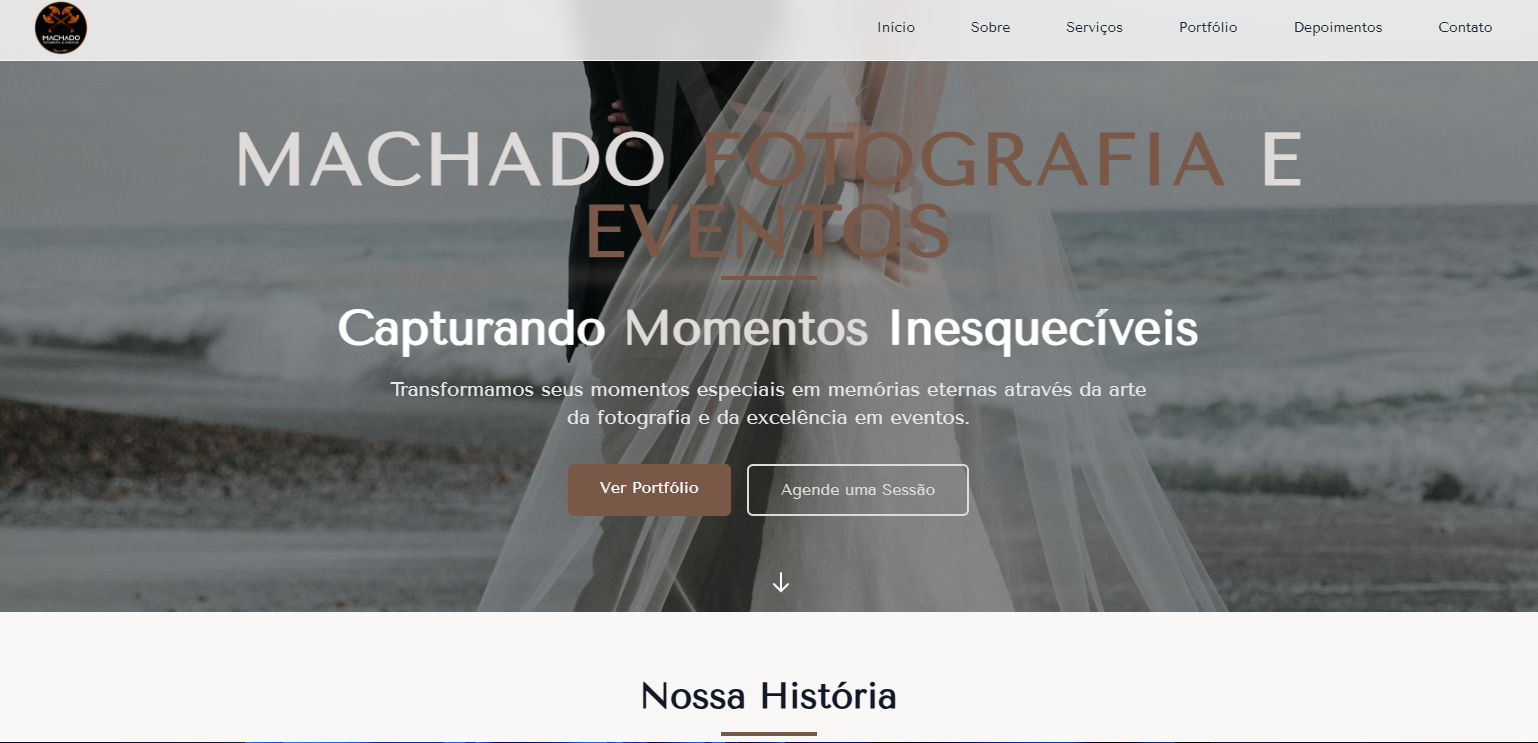 MACHADO
Início Sobre Serviços Portfólio Depoimentos Contato
MACHADO FOTOGRAFIA E
EVENTOS
Capturando Momentos Inesquecíveis
Transformamos seus momentos especiais em memórias eternas através da arte
da fotografia e da excelência em eventos.
Ver Portfólio
Agende uma Sessão
Nossa História